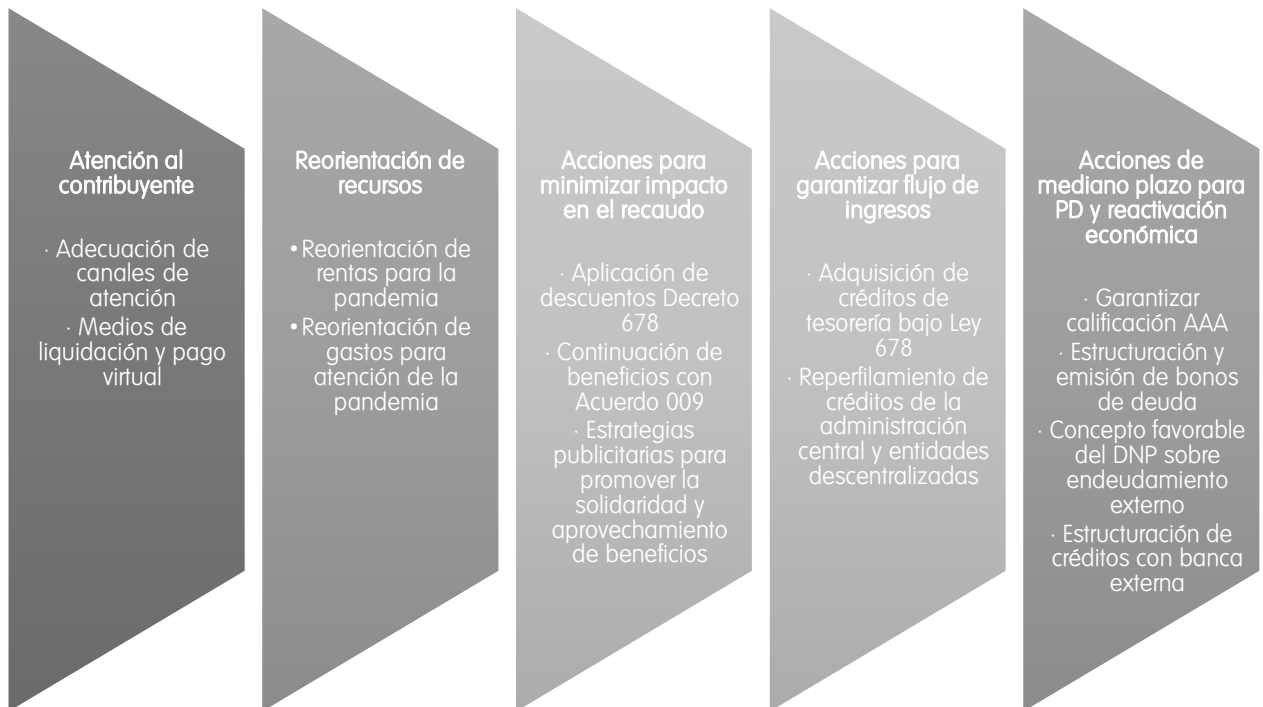 Atención al
contribuyente
· Adecuación de
canales de
atención
· Medios de
liquidación y pago
virtual
Reorientación de
recursos
• Reorientación de
rentas para la
pandemia
• Reorientación de
gastos para
atención de la
pandemia
Acciones para
minimizar impacto
en el recaudo
· Aplicación de
descuentos Decreto
678
· Continuación de
beneficios con
Acuerdo 009
· Estrategias
publicitarias para
promover la
solidaridad y
aprovechamiento
de beneficios
Acciones para
garantizar flujo de
ingresos
· Adquisición de
créditos de
tesorería bajo Ley
678
· Reperfilamiento de
créditos de la
administración
central y entidades
descentralizadas
Acciones de
mediano plazo para
PD y reactivación
económica
· Garantizar
calificación AAA
· Estructuración y
emisión de bonos
de deuda
· Concepto favorable
del DNP sobre
endeudamiento
externo
· Estructuración de
créditos con banca
externa